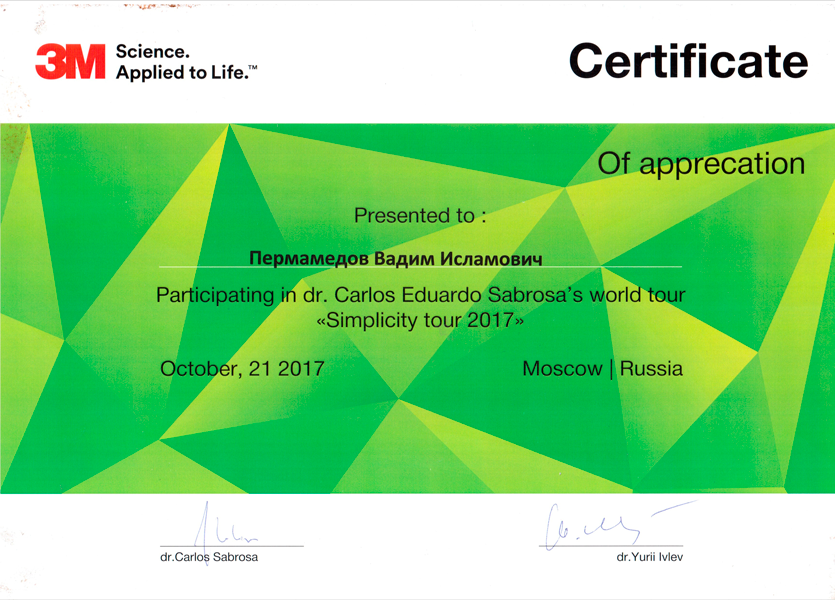 3M Science.
Applied to Life.™
Certificate
Of apprecation
Presented to :
Пермамедов Вадим Исламович
Participating in dr. Carlos Eduardo Sabrosa's world tour
«Simplicity tour 2017»
October, 21 2017 Moscow | Russia
dr.Carlos Sabrosa dr.Yurii Ivlev